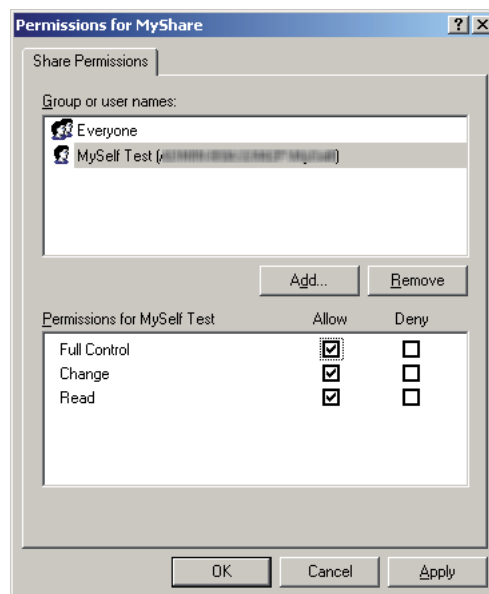 Permissions for MyShare
Share Permissions
Group or user names:
Everyone
MySelf Test (
Add... Remove
Permissions for MySelf Test Allow Deny
Full Control
Change
Read
OK Cancel Apply